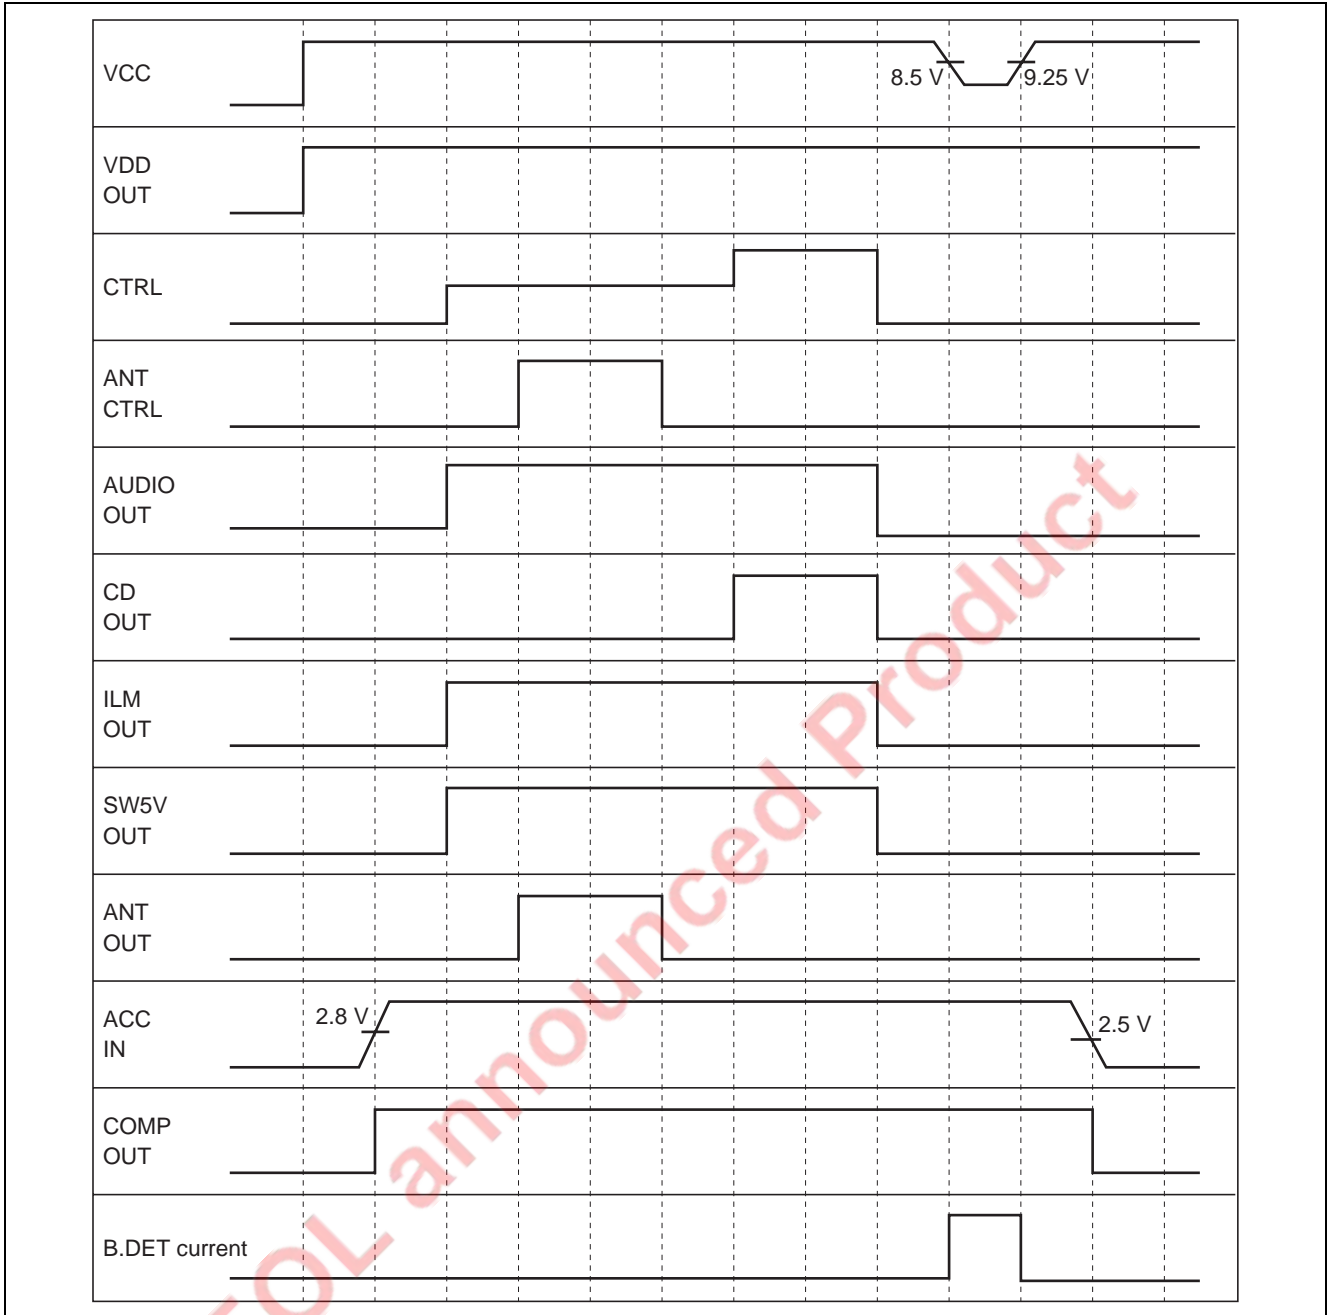 VCC
8.5 V
9.25 V
VDD
OUT
CTRL
ANT
CTRL
AUDIO
OUT
CD
OUT
ILM
OUT
SW5V
OUT
ANT
OUT
ACC
IN
2.8 V
2.5 V
COMP
OUT
B.DET current
EOL announced Product